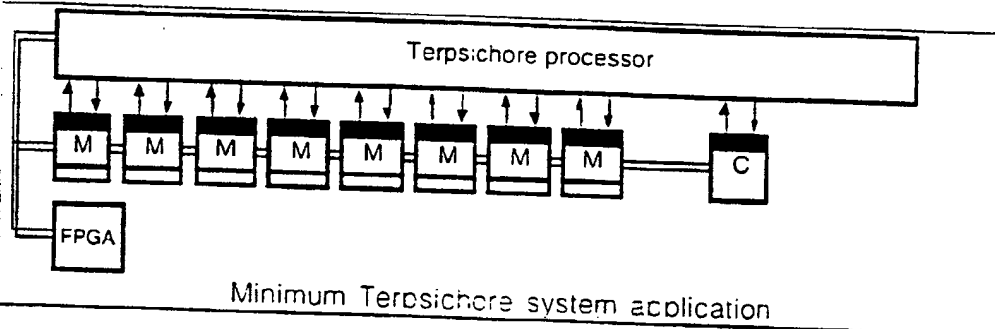 Terpsichore processor
M M M M M M M M C
FPGA
Minimum Terpsichore system application